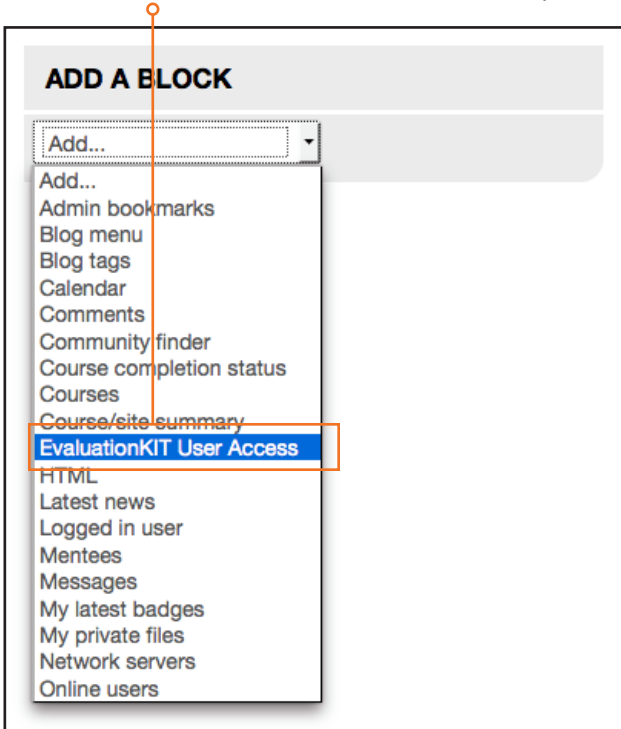 ADD A BLOCK
Add...
Add...
Admin bookmarks
Blog menu
Blog tags
Calendar
Comments
Community finder
Course completion status
Courses
Course/site summary
EvaluationKIT User Access
HTML
Latest news
Logged in user
Mentees
Messages
My latest badges
My private files
Network servers
Online users